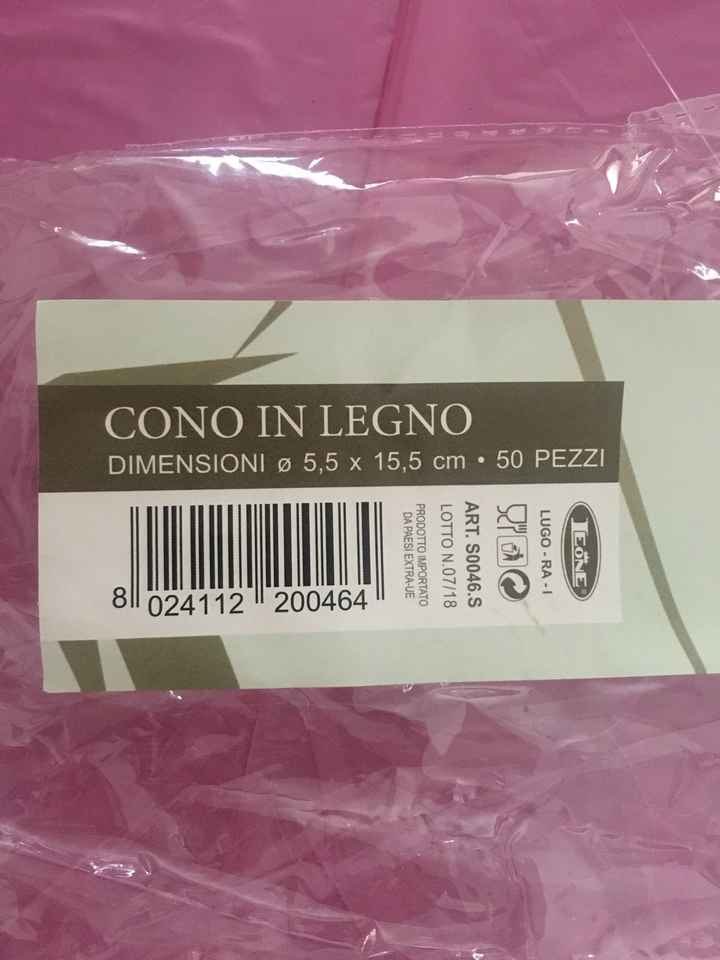 CONO IN LEGNO
DIMENSIONI ø 5,5 x 15,5 cm • 50 PEZZI
8 024112 200464
PRODOTTO IMPORTATO
DA PAESI EXTRA-UE
ART. S0046.S
LOTTO N.07/18
LUGO - RA - I
LEONE